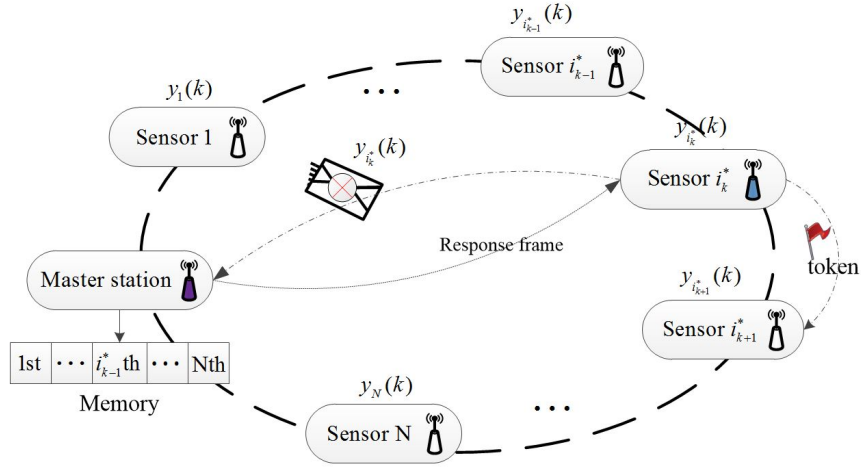 y_{i^*_{k-1}}(k)
Sensor i^*_{k-1}
y_1(k)
Sensor 1
...
y_{i^*_k}(k)
y_{i^*_k}(k)
Sensor i^*_k
Response frame
token
Master station
y_{i^*_{k+1}}(k)
Sensor i^*_{k+1}
1st ... i^*_{k-1}th ... Nth
Memory
y_N(k)
Sensor N
...